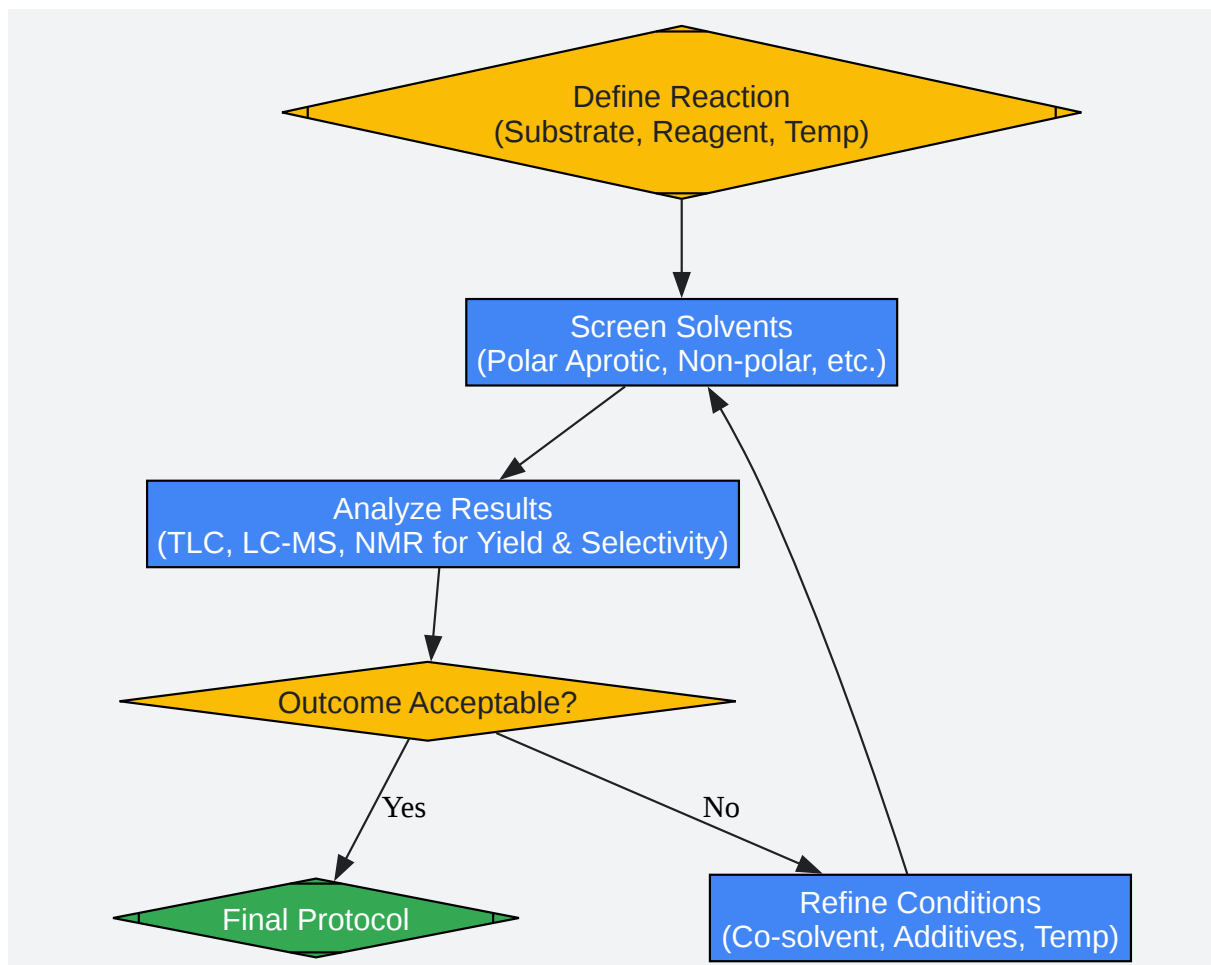 Define Reaction
(Substrate, Reagent, Temp)
Screen Solvents
(Polar Aprotic, Non-polar, etc.)
Analyze Results
(TLC, LC-MS, NMR for Yield & Selectivity)
Outcome Acceptable?
Yes
No
Final Protocol
Refine Conditions
(Co-solvent, Additives, Temp)